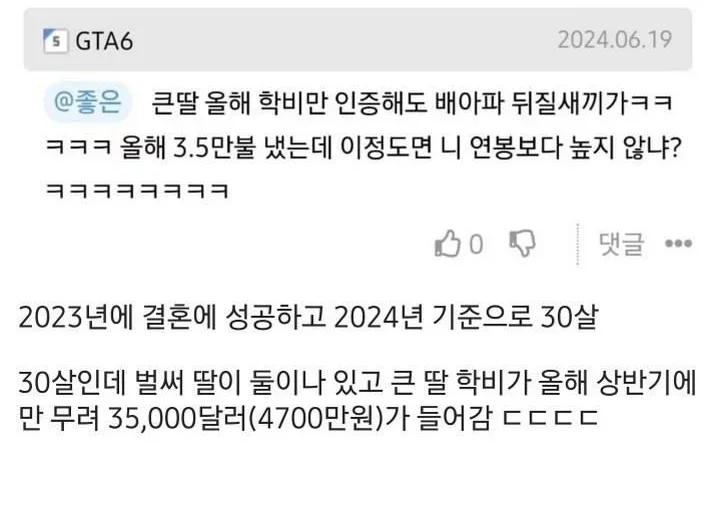 GTA6
2024.06.19
@좋은 큰딸 올해 학비만 인증해도 배아파 뒤질새끼가ㅋㅋ
ㅋㅋㅋ 올해 3.5만불 냈는데 이정도면 니 연봉보다 높지 않냐?
ㅋㅋㅋㅋㅋㅋㅋㅋ
0
댓글
2023년에 결혼에 성공하고 2024년 기준으로 30살
30살인데 벌써 딸이 둘이나 있고 큰 딸 학비가 올해 상반기에
만 무려 35,000달러(4700만원)가 들어감 ㄷㄷㄷㄷ